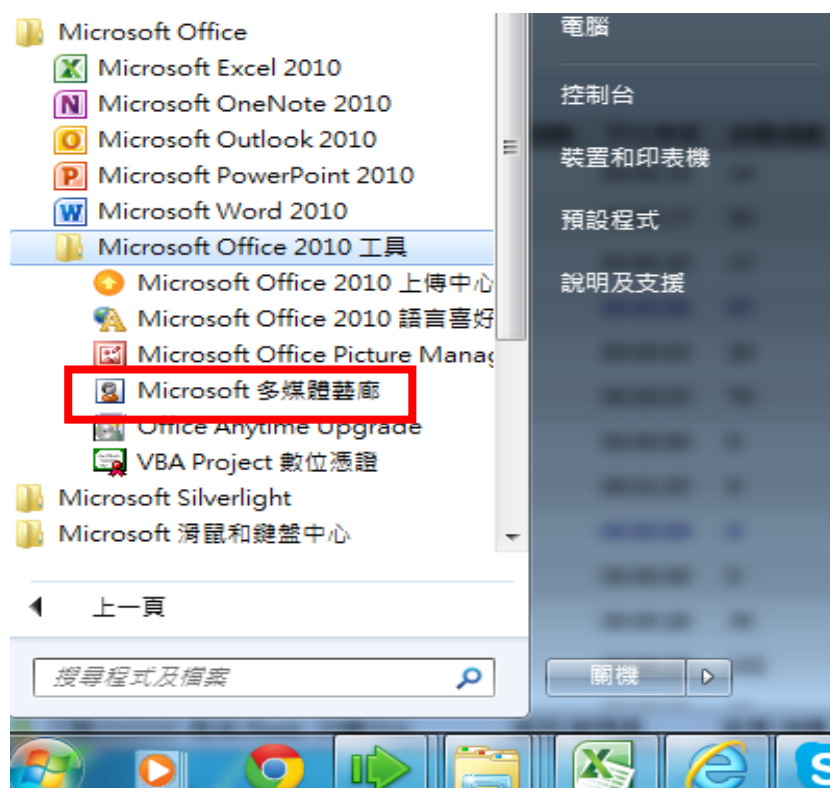 Microsoft Office
Microsoft Excel 2010
Microsoft OneNote 2010
Microsoft Outlook 2010
Microsoft PowerPoint 2010
Microsoft Word 2010
Microsoft Office 2010 工具
Microsoft Office 2010 上傳中心
Microsoft Office 2010 語言喜好
Microsoft Office Picture Manag
Microsoft 多媒體藝廊
Office Anytime Upgrade
VBA Project 數位憑證
Microsoft Silverlight
Microsoft 滑鼠和鍵盤中心
上一頁
搜尋程式及檔案
電腦
控制台
裝置和印表機
預設程式
說明及支援
關機